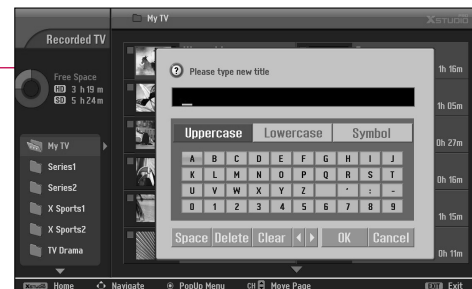 My TV
XSTUDIO
Recorded TV
Free Space
HD 3 h 19 m
SD 5 h 24 m
My TV
Series1
Series2
X Sports1
X Sports2
TV Drama
? Please type new title
Uppercase Lowercase Symbol
A B C D E F G H I J
K L M N O P Q R S T
U V W X Y Z ' : -
0 1 2 3 4 5 6 7 8 9
Space Delete Clear OK Cancel
1h 16m
1h 05m
0h 27m
0h 16m
1h 15m
0h 11m
Home Navigate PopUp Menu CH Move Page EXIT Exit